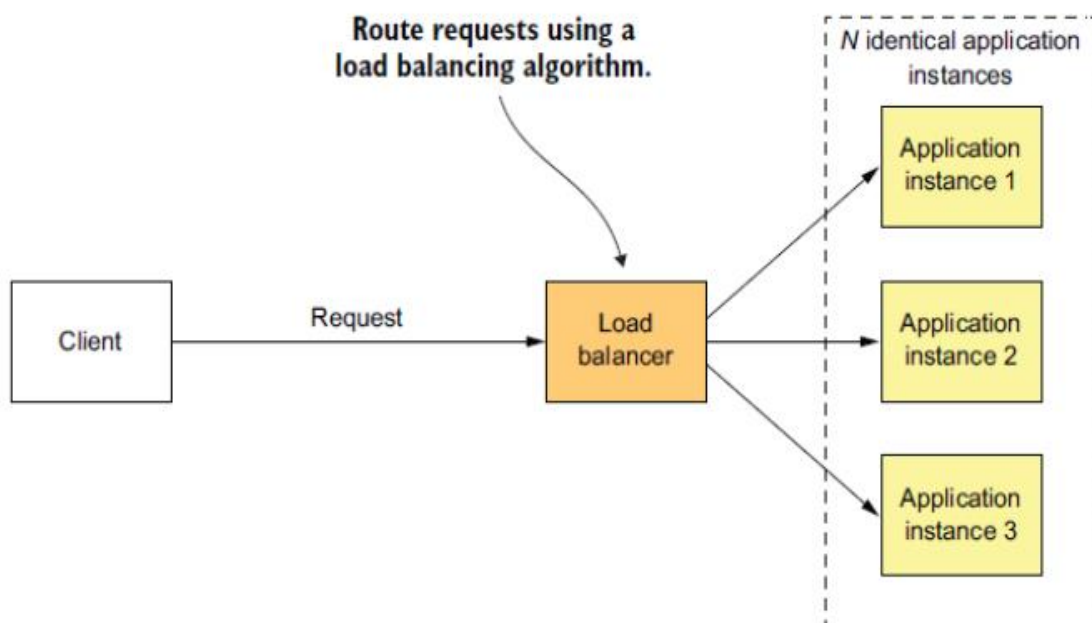 Route requests using a
load balancing algorithm.
N identical application
instances
Application
instance 1
Client
Request
Load
balancer
Application
instance 2
Application
instance 3